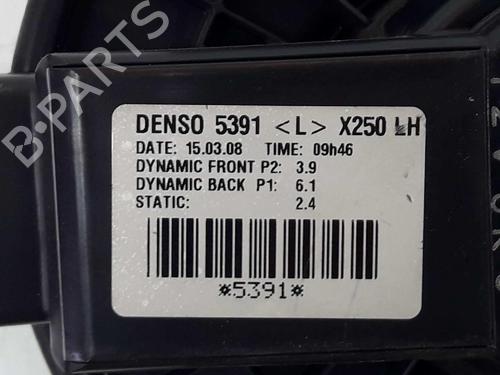 DENSO 5391 <L> X250 LH
DATE: 15.03.08 TIME: 09h46
DYNAMIC FRONT P2: 3.9
DYNAMIC BACK P1: 6.1
STATIC: 2.4
*5391*
B-PARTS